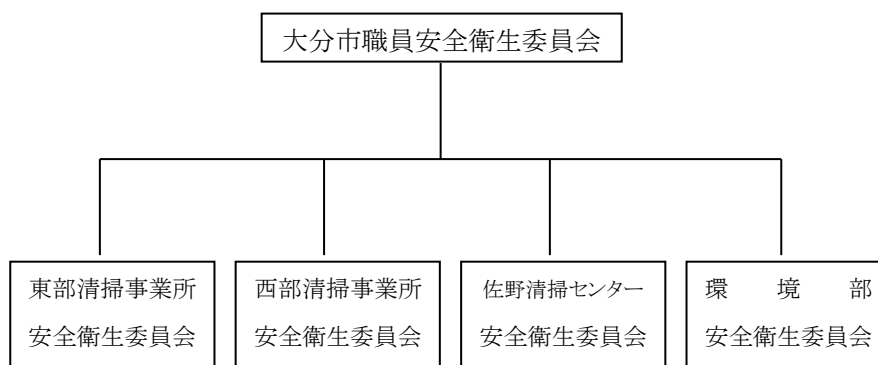 大分市職員安全衛生委員会
東部清掃事業所
安全衛生委員会
西部清掃事業所
安全衛生委員会
佐野清掃センター
安全衛生委員会
環境部
安全衛生委員会